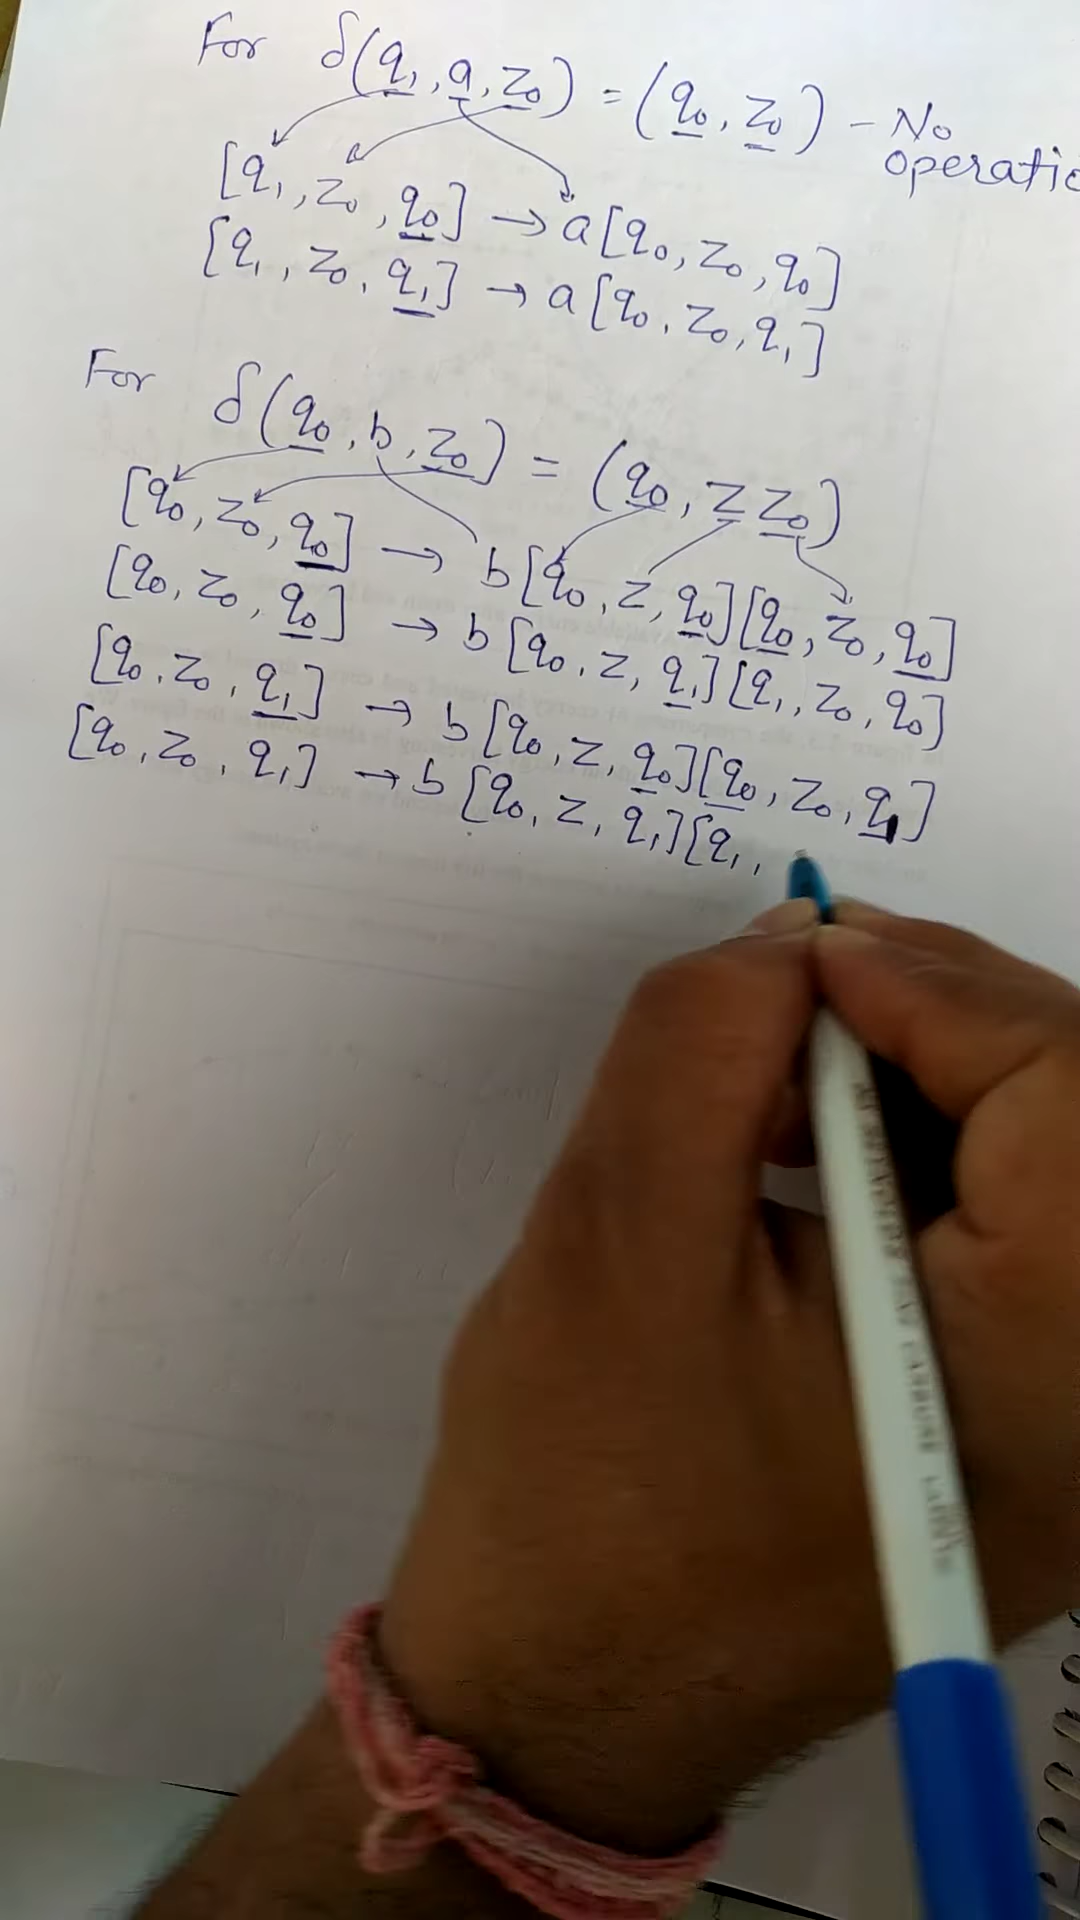 For δ(q₁, a, z₀) = (q₀, z₀) – No operatio
[q₁, z₀, q₀] → a[q₀, z₀, q₀]
[q₁, z₀, q₁] → a[q₀, z₀, q₁]
For δ(q₀, b, z₀) = (q₀, z z₀)
[q₀, z₀, q₀] → b[q₀, z, q₀][q₀, z₀, q₀]
[q₀, z₀, q₀] → b[q₀, z, q₁][q₁, z₀, q₀]
[q₀, z₀, q₁] → b[q₀, z, q₀][q₀, z₀, q₁]
[q₀, z₀, q₁] → b[q₀, z, q₁][q₁,